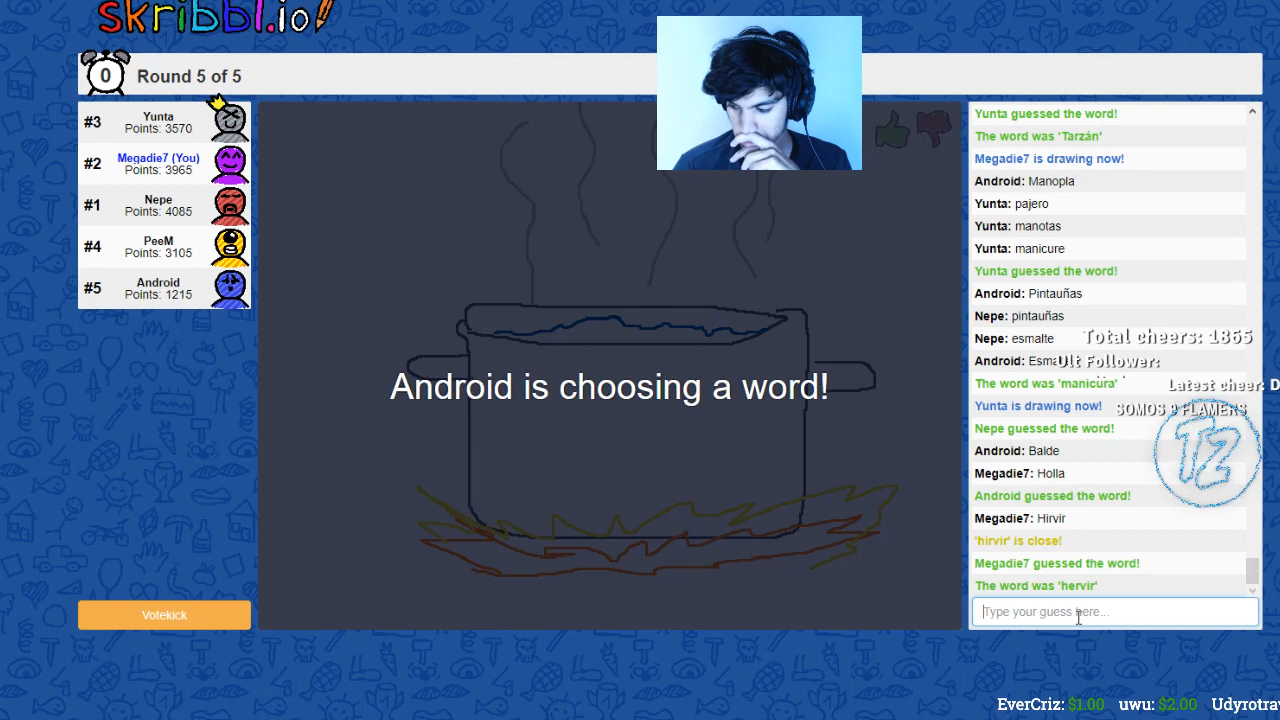 skribbl.io
0
Round 5 of 5
#3
Yunta
Points: 3570
#2
Megadie7 (You)
Points: 3965
#1
Nepe
Points: 4085
#4
PeeM
Points: 3105
#5
Android
Points: 1215
Votekick
Android is choosing a word!
Yunta guessed the word!
The word was 'Tarzán'
Megadie7 is drawing now!
Android: Manopla
Yunta: pajero
Yunta: manotas
Yunta: manicure
Yunta guessed the word!
Android: Pintauñas
Nepe: pintauñas
Nepe: esmalte
Total cheers: 1865
Android: Esma
Ult Follower:
The word was 'manicura'
Latest cheer: D
Yunta is drawing now!
SOMOS 8 FLAMERS
Nepe guessed the word!
Android: Balde
Megadie7: Holla
TZ
Android guessed the word!
Megadie7: Hirvir
'hirvir' is close!
Megadie7 guessed the word!
The word was 'hervir'
Type your guess here...
EverCriz: $1.00 uwu: $2.00 Udyrotra